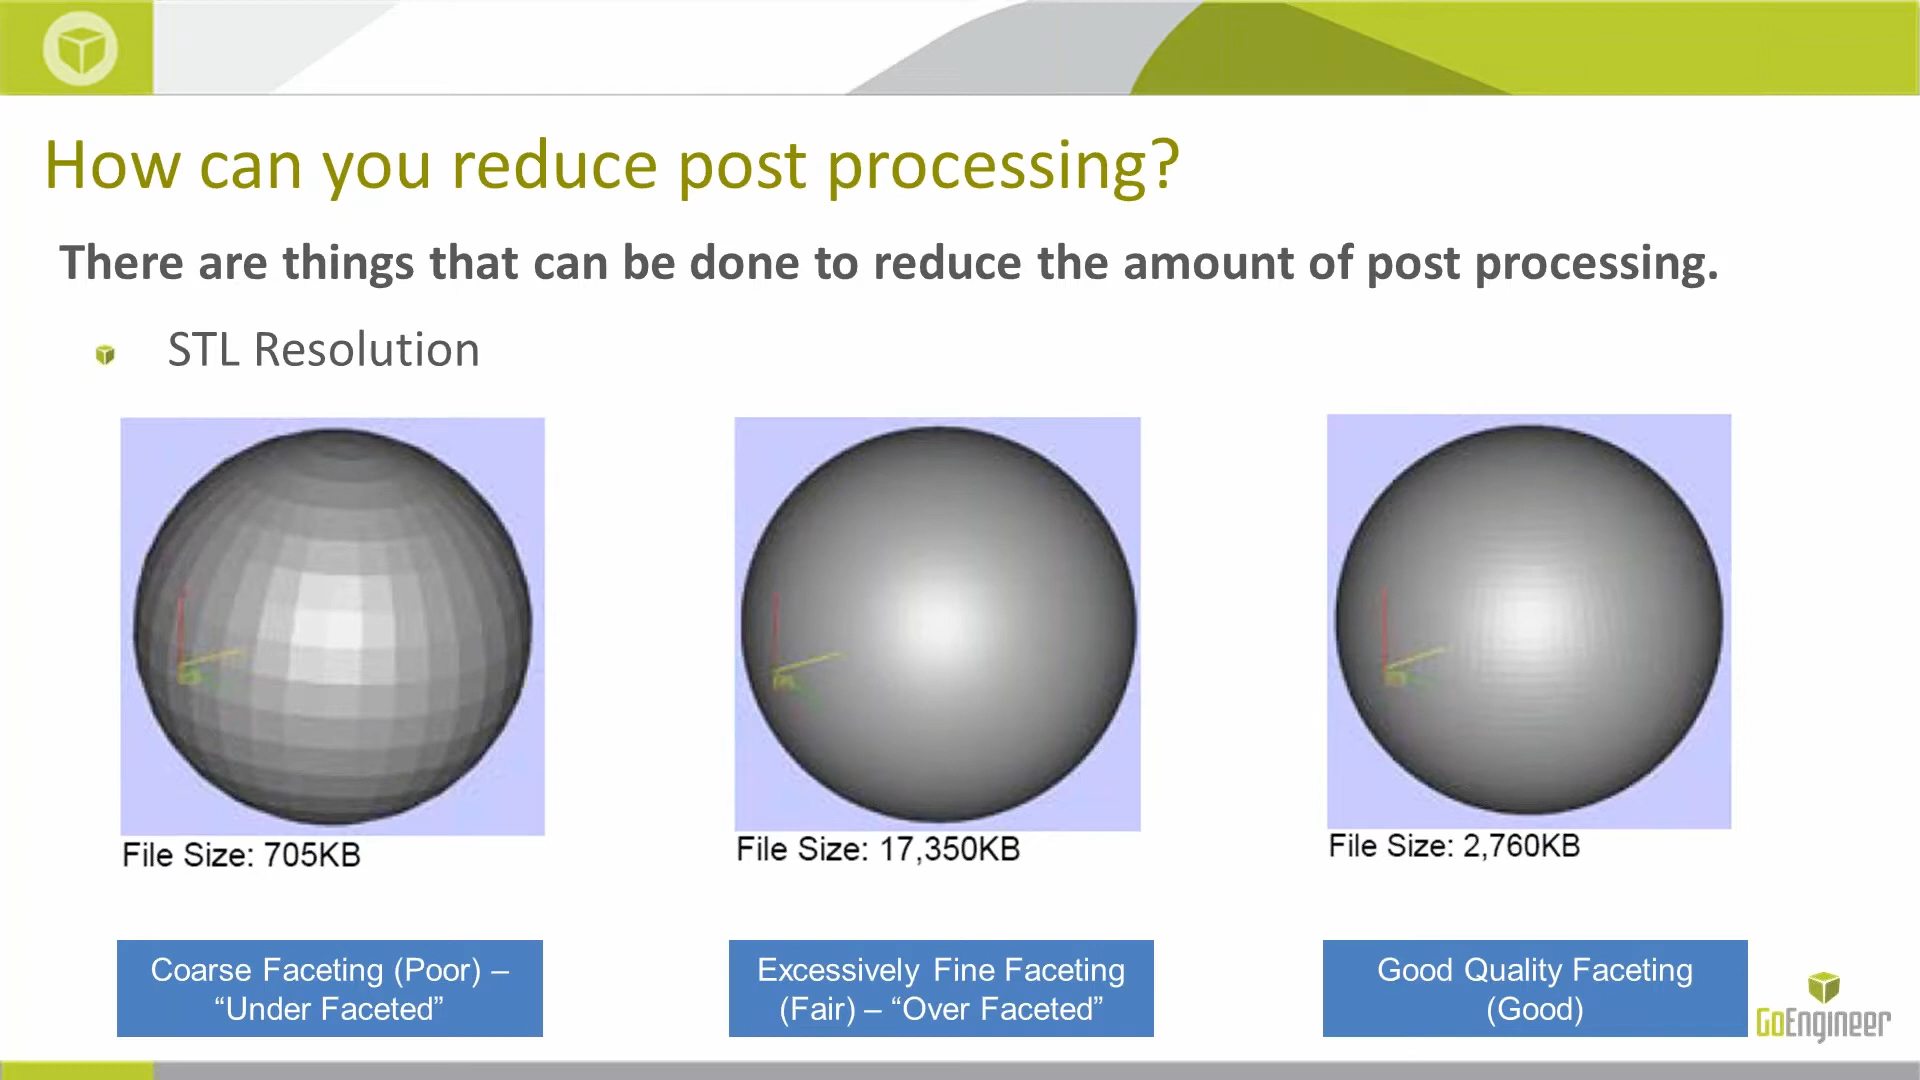 How can you reduce post processing?
There are things that can be done to reduce the amount of post processing.
STL Resolution
File Size: 705KB
File Size: 17,350KB
File Size: 2,760KB
Coarse Faceting (Poor) –
“Under Faceted”
Excessively Fine Faceting
(Fair) – “Over Faceted”
Good Quality Faceting
(Good)
GoEngineer